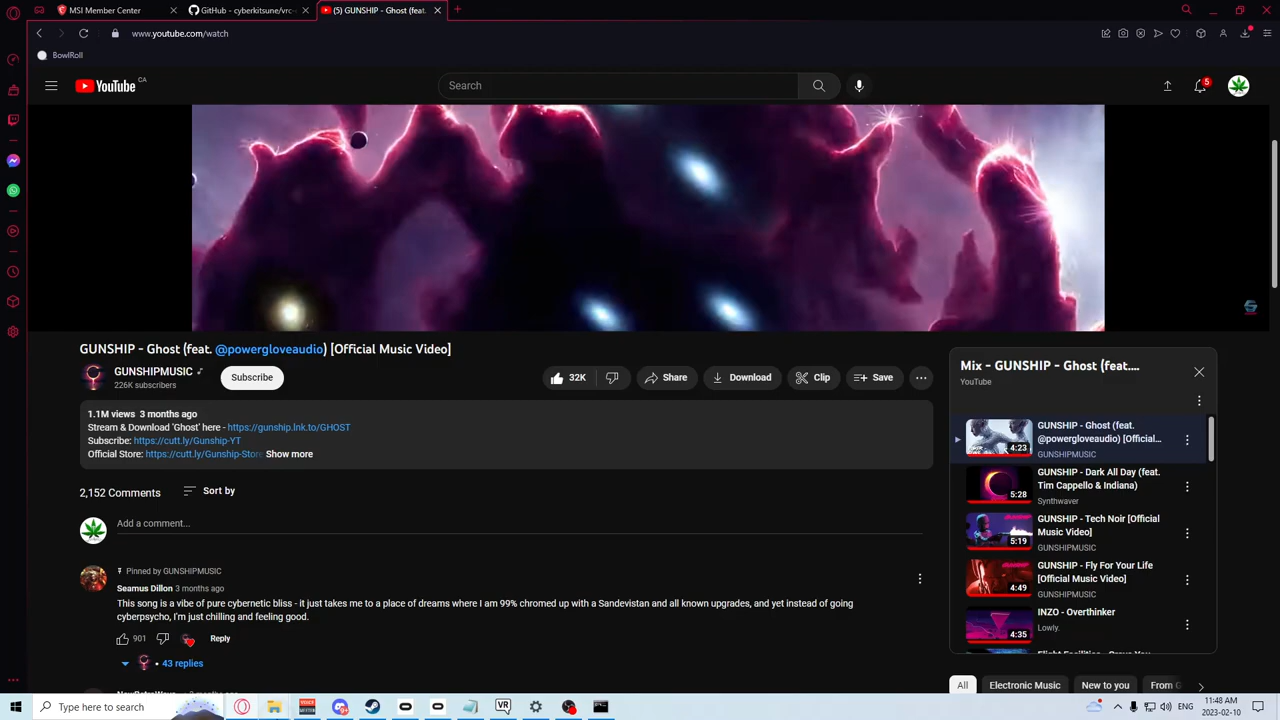 MSI Member Center
GitHub - cyberkitsune/vrc-
(5) GUNSHIP - Ghost (feat.
www.youtube.com/watch
BowlRoll
YouTube CA
Search
5
GUNSHIP - Ghost (feat. @powergloveaudio) [Official Music Video]
GUNSHIPMUSIC
226K subscribers
Subscribe
32K
Share
Download
Clip
Save
1.1M views 3 months ago
Stream & Download 'Ghost' here - https://gunship.lnk.to/GHOST
Subscribe: https://cutt.ly/Gunship-YT
Official Store: https://cutt.ly/Gunship-Store Show more
2,152 Comments
Sort by
Add a comment...
Pinned by GUNSHIPMUSIC
Seamus Dillon 3 months ago
This song is a vibe of pure cybernetic bliss - it just takes me to a place of dreams where I am 99% chromed up with a Sandevistan and all known upgrades, and yet instead of going
cyberpsycho, I'm just chilling and feeling good.
901
Reply
43 replies
Mix - GUNSHIP - Ghost (feat....
YouTube
4:23
GUNSHIP - Ghost (feat.
@powergloveaudio) [Official...
GUNSHIPMUSIC
5:28
GUNSHIP - Dark All Day (feat.
Tim Cappello & Indiana)
Synthwaver
5:19
GUNSHIP - Tech Noir [Official
Music Video]
GUNSHIPMUSIC
4:49
GUNSHIP - Fly For Your Life
[Official Music Video]
GUNSHIPMUSIC
4:35
INZO - Overthinker
Lowly.
All
Electronic Music
New to you
From G
Type here to search
VR
ENG
11:48 AM
2023-02-10